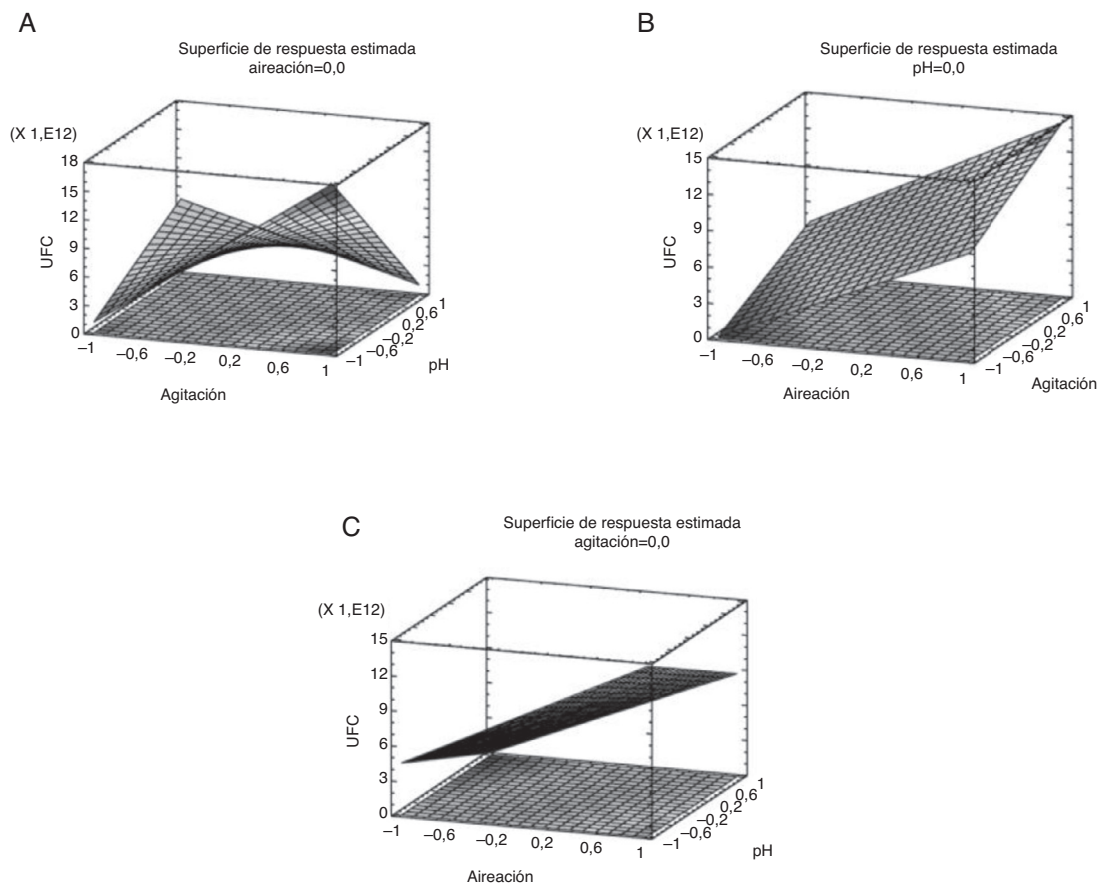 A
Superficie de respuesta estimada
aireación=0,0
(X 1,E12)
18
15
12
9
6
3
0
UFC
–1
–0,6
–0,2
0,2
0,6
1
Agitación
–1
–0,6
–0,2
0,2
0,6
1
pH
B
Superficie de respuesta estimada
pH=0,0
(X 1,E12)
15
12
9
6
3
0
UFC
–1
–0,6
–0,2
0,2
0,6
1
Aireación
–1
–0,6
–0,2
0,2
0,6
1
Agitación
C
Superficie de respuesta estimada
agitación=0,0
(X 1,E12)
15
12
9
6
3
0
UFC
–1
–0,6
–0,2
0,2
0,6
1
Aireación
–1
–0,6
–0,2
0,2
0,6
1
pH